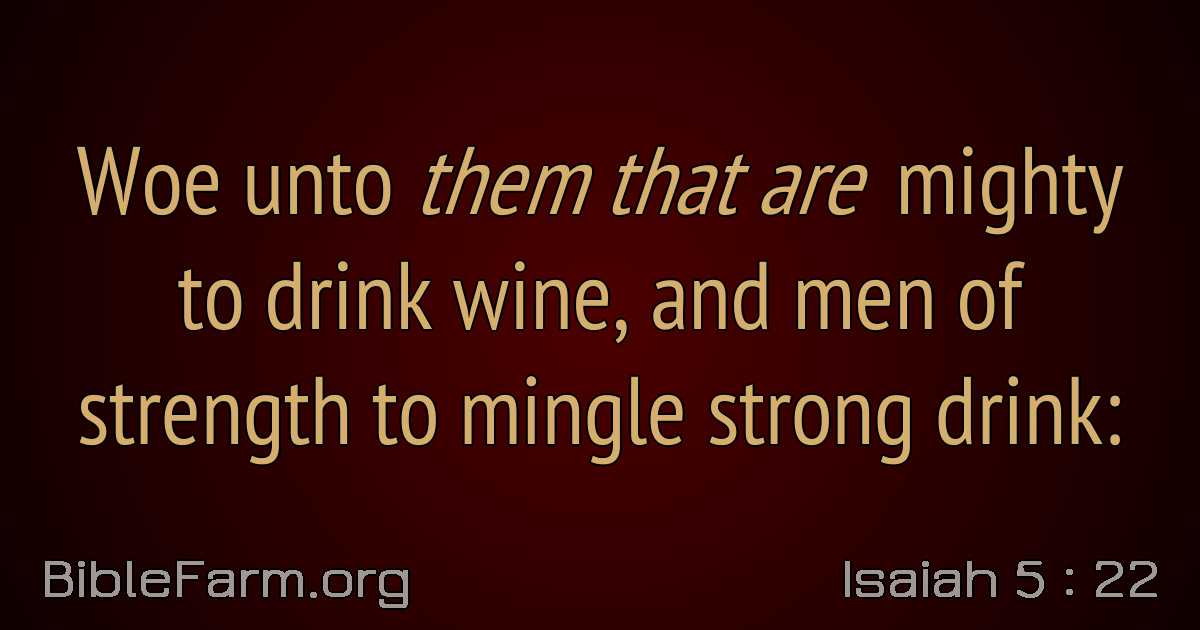 Woe unto them that are mighty
to drink wine, and men of
strength to mingle strong drink:
BibleFarm.org
Isaiah 5 : 22